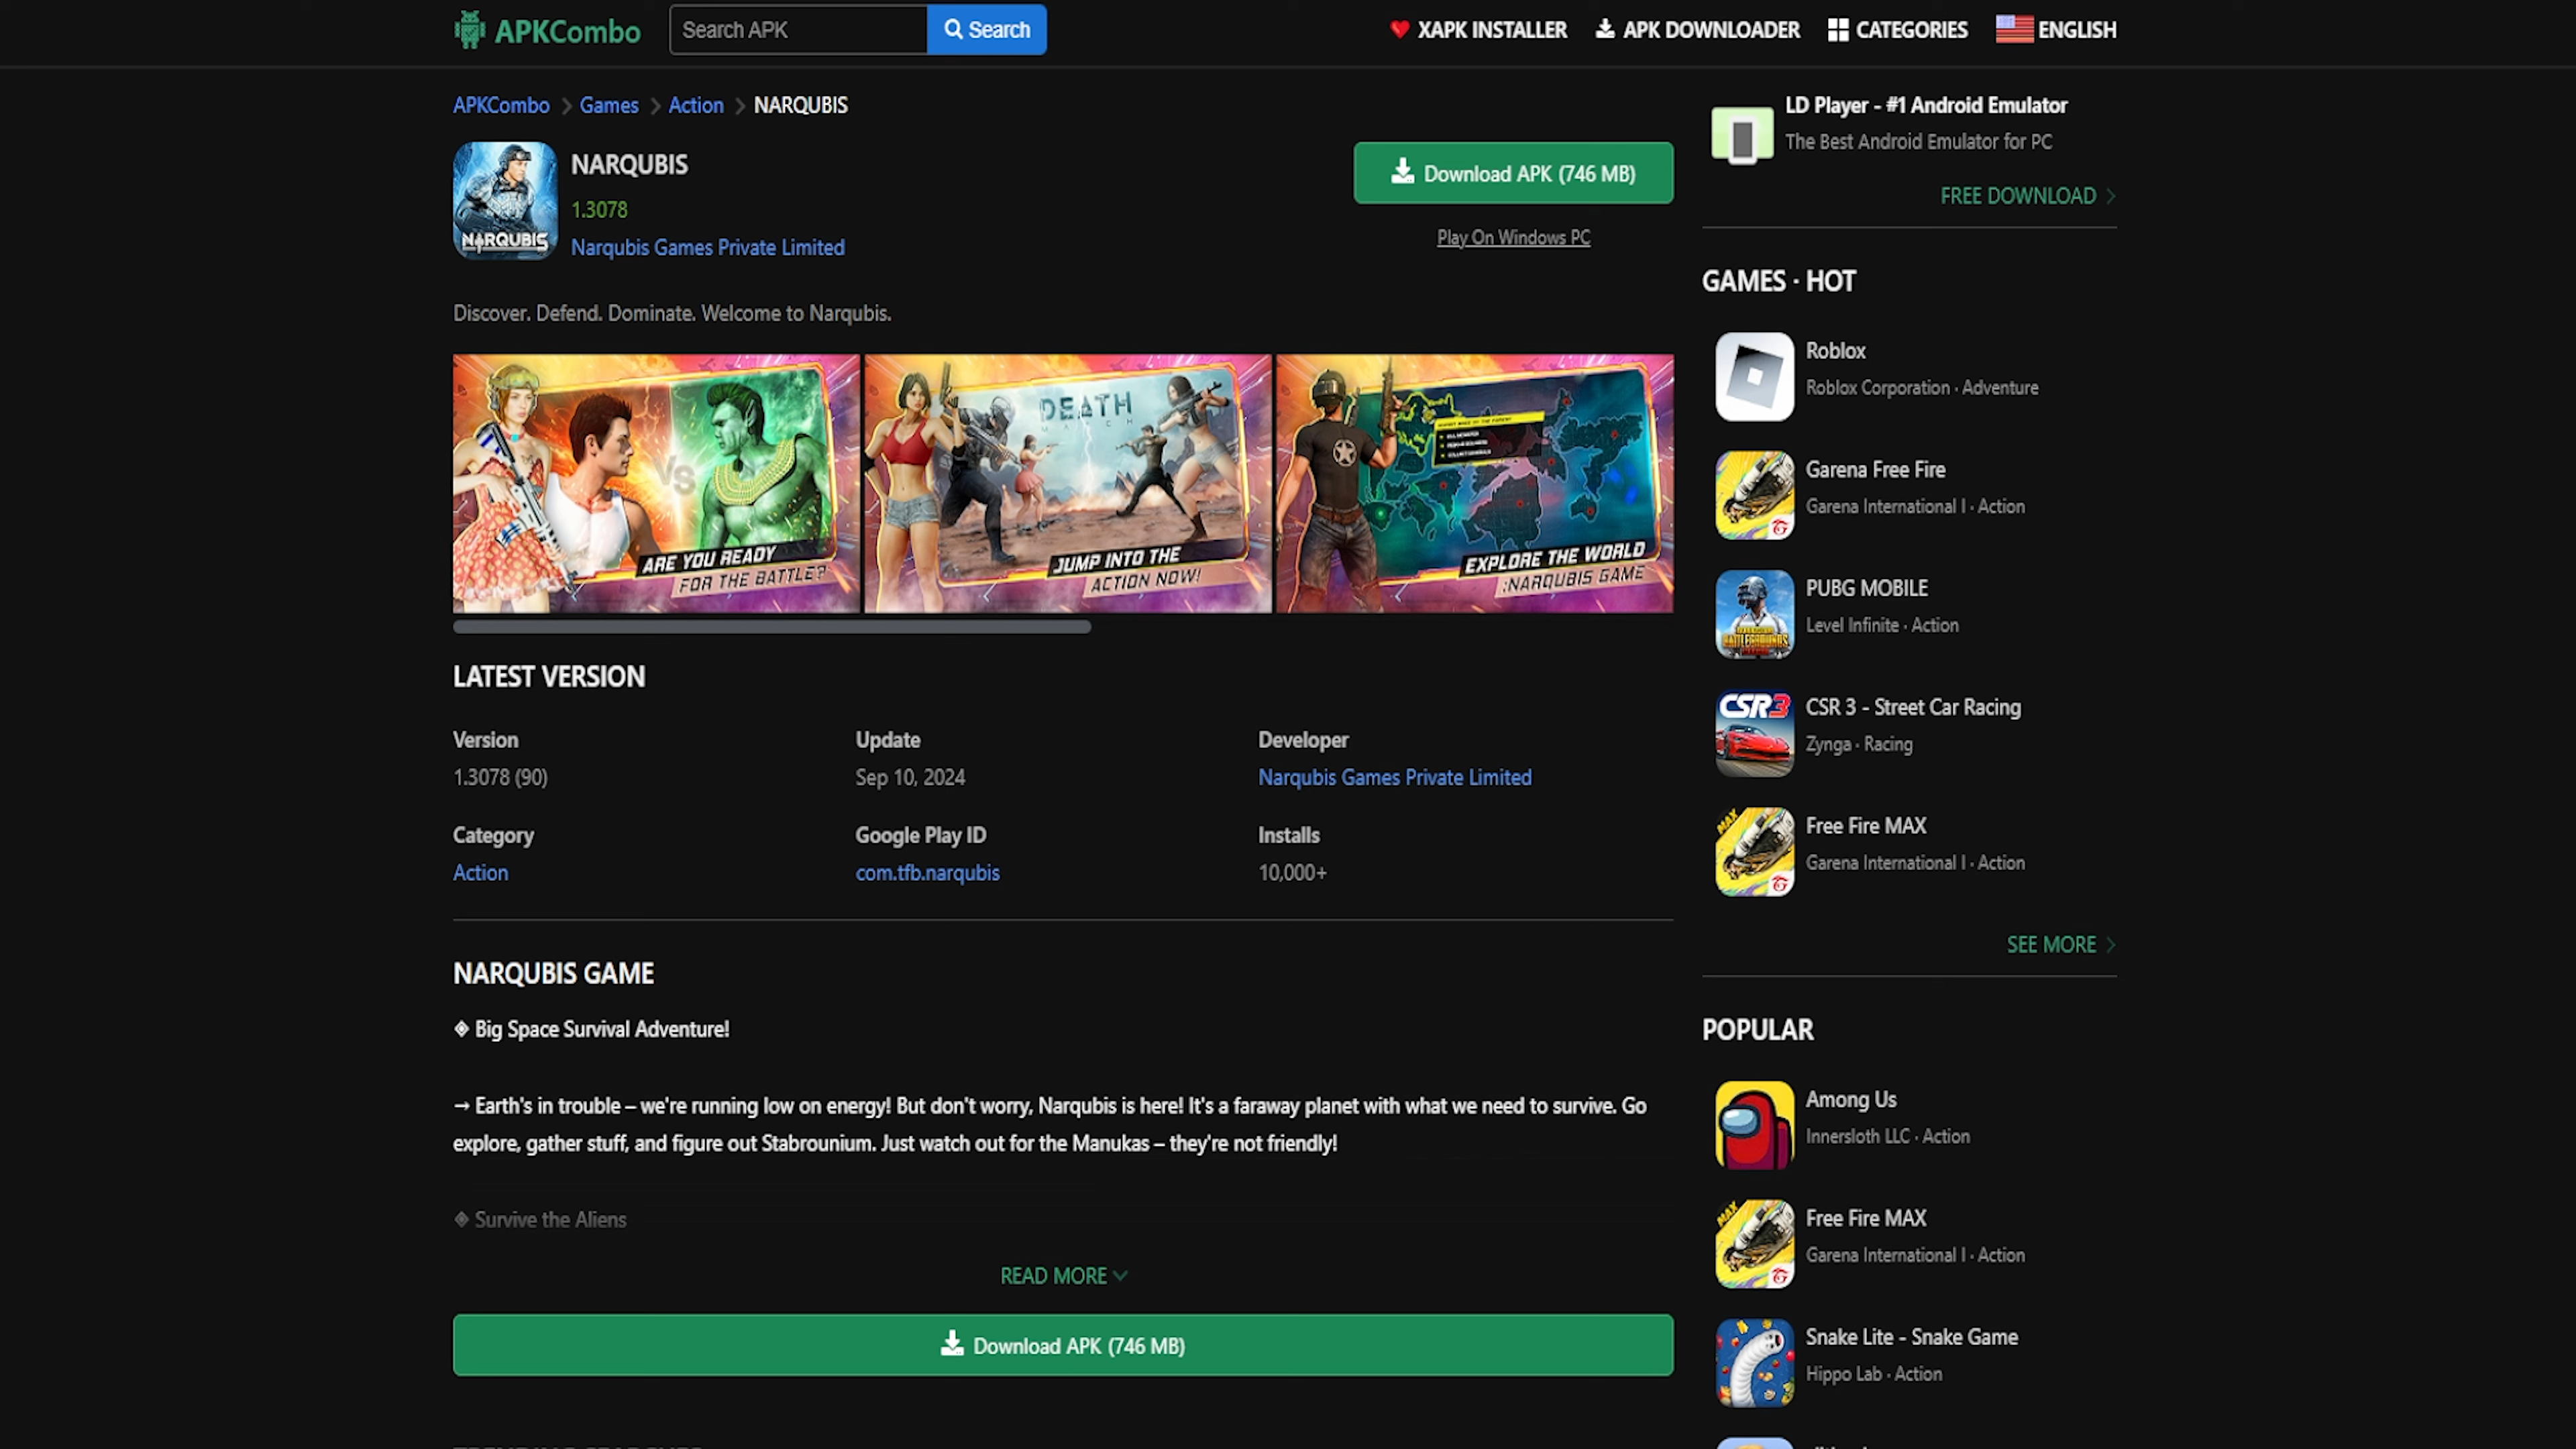 APKCombo
Search APK
Search
XAPK INSTALLER
APK DOWNLOADER
CATEGORIES
ENGLISH
APKCombo > Games > Action > NARQUBIS
NARQUBIS
NARQUBIS
1.3078
Narqubis Games Private Limited
Download APK (746 MB)
Play On Windows PC
Discover. Defend. Dominate. Welcome to Narqubis.
VS
ARE YOU READY
FOR THE BATTLE?
DEATH
MATCH
JUMP INTO THE
ACTION NOW!
EXPLORE THE WORLD
:NARQUBIS GAME
LATEST VERSION
Version
1.3078 (90)
Update
Sep 10, 2024
Developer
Narqubis Games Private Limited
Category
Action
Google Play ID
com.tfb.narqubis
Installs
10,000+
NARQUBIS GAME
◈ Big Space Survival Adventure!
→ Earth's in trouble – we're running low on energy! But don't worry, Narqubis is here! It's a faraway planet with what we need to survive. Go
explore, gather stuff, and figure out Stabrounium. Just watch out for the Manukas – they're not friendly!
◈ Survive the Aliens
READ MORE
Download APK (746 MB)
LD Player - #1 Android Emulator
The Best Android Emulator for PC
FREE DOWNLOAD
GAMES · HOT
Roblox
Roblox Corporation · Adventure
Garena Free Fire
Garena International I · Action
PUBG MOBILE
Level Infinite · Action
BATTLEGROUNDS
CSR3
CSR 3 - Street Car Racing
Zynga · Racing
MAX
Free Fire MAX
Garena International I · Action
SEE MORE
POPULAR
Among Us
Innersloth LLC · Action
MAX
Free Fire MAX
Garena International I · Action
Snake Lite - Snake Game
Hippo Lab · Action